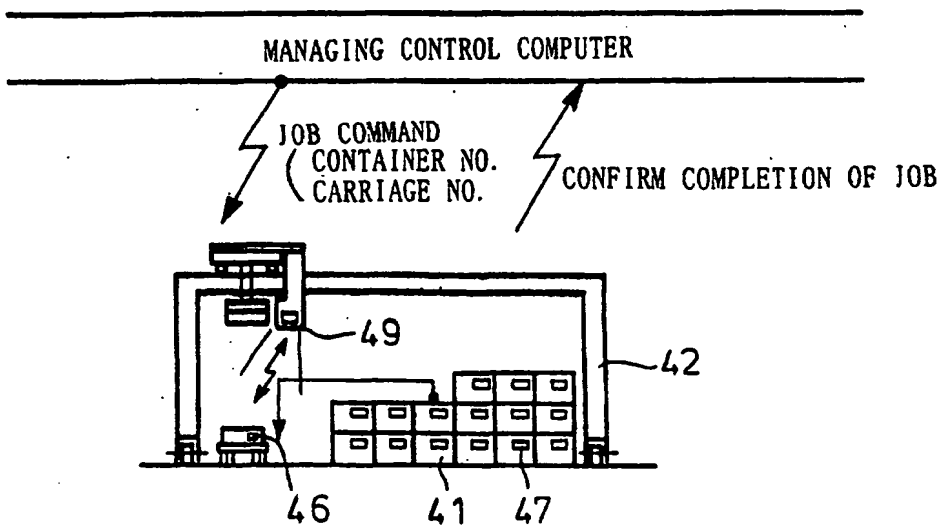 MANAGING CONTROL COMPUTER
JOB COMMAND
( CONTAINER NO.
CARRIAGE NO.
CONFIRM COMPLETION OF JOB
49
42
46
41
47